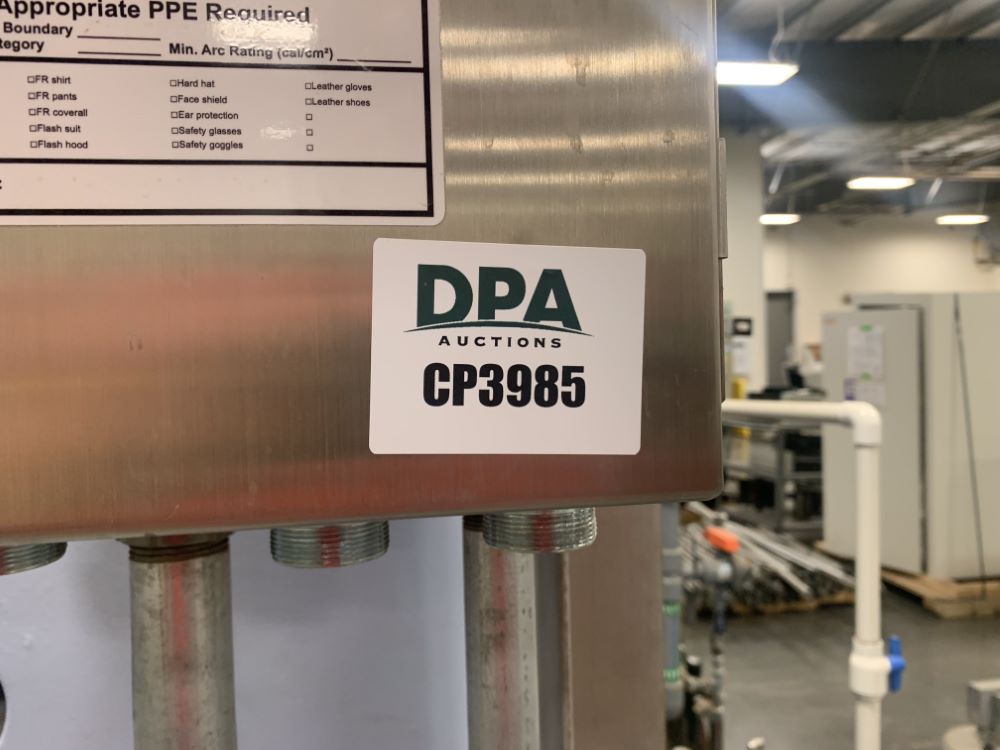 Appropriate PPE Required
Boundary
tegory Min. Arc Rating (cal/cm²)
☐FR shirt ☐Hard hat ☐Leather gloves
☐FR pants ☐Face shield ☐Leather shoes
☐FR coverall ☐Ear protection ☐
☐Flash suit ☐Safety glasses ☐
☐Flash hood ☐Safety goggles ☐
:
DPA
AUCTIONS
CP3985